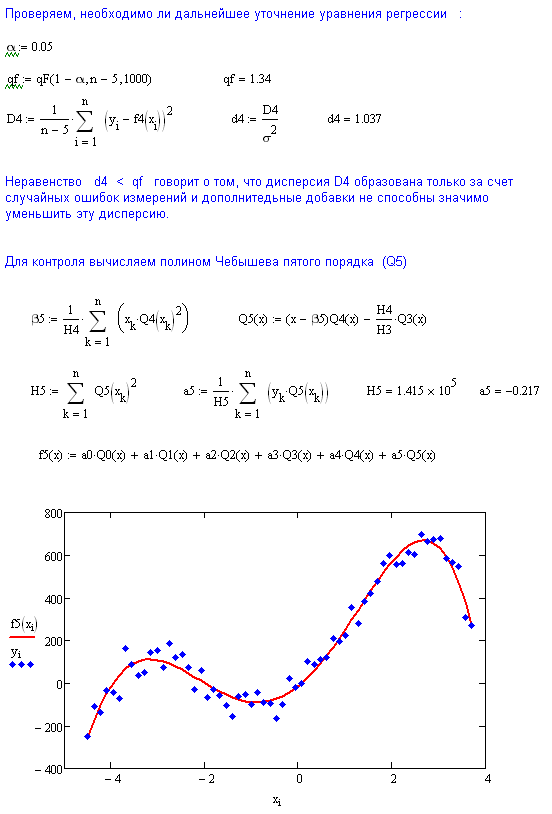 Проверяем, необходимо ли дальнейшее уточнение уравнения регрессии :
α := 0.05
qf := qF(1 − α, n − 5, 1000) qf = 1.34
D4 := 1/(n − 5) · ∑_{i = 1}^{n} (y_i − f4(x_i))^2 d4 := D4/σ^2 d4 = 1.037
Неравенство d4 < qf говорит о том, что дисперсия D4 образована только за счет
случайных ошибок измерений и дополнитедьные добавки не способны значимо
уменьшить эту дисперсию.
Для контроля вычисляем полином Чебышева пятого порядка (Q5)
β5 := 1/H4 · ∑_{k = 1}^{n} (x_k·Q4(x_k)^2) Q5(x) := (x − β5)Q4(x) − H4/H3·Q3(x)
H5 := ∑_{k = 1}^{n} Q5(x_k)^2 a5 := 1/H5 · ∑_{k = 1}^{n} (y_k·Q5(x_k)) H5 = 1.415 × 10^5 a5 = −0.217
f5(x) := a0·Q0(x) + a1·Q1(x) + a2·Q2(x) + a3·Q3(x) + a4·Q4(x) + a5·Q5(x)
800
600
400
200
0
− 200
− 400
f5(x_i)
y_i
− 4 − 2 0 2 4
x_i